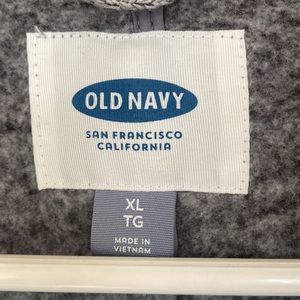 OLD NAVY
SAN FRANCISCO
CALIFORNIA
XL
TG
MADE IN
VIETNAM